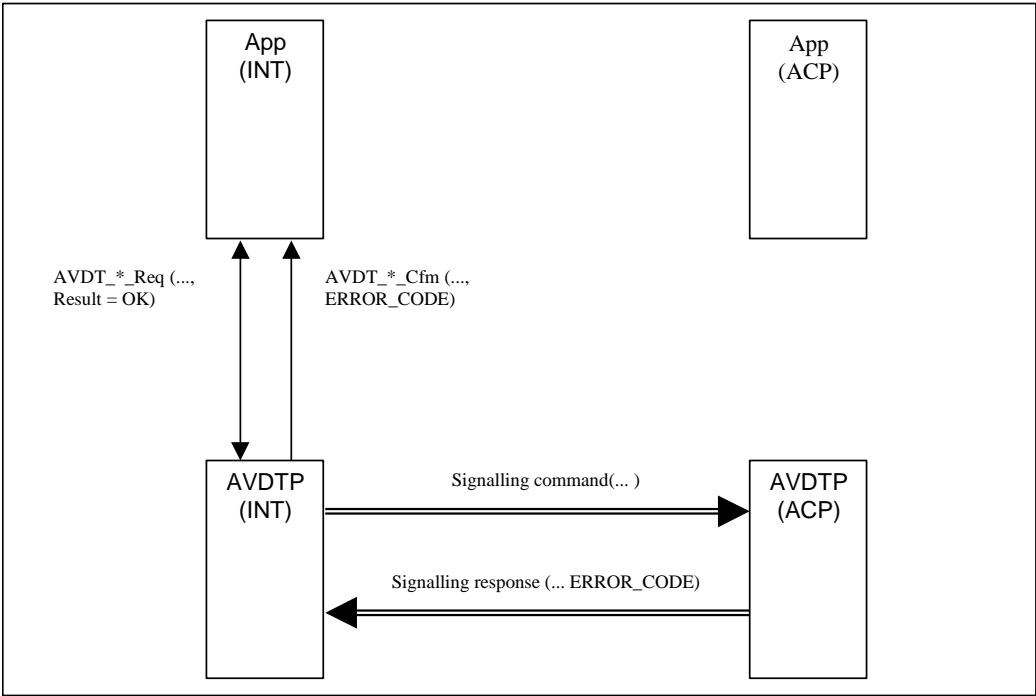 App
(INT)
App
(ACP)
AVDT_*_Req (...,
Result = OK)
AVDT_*_Cfm (...,
ERROR_CODE)
AVDTP
(INT)
Signalling command(... )
AVDTP
(ACP)
Signalling response (... ERROR_CODE)